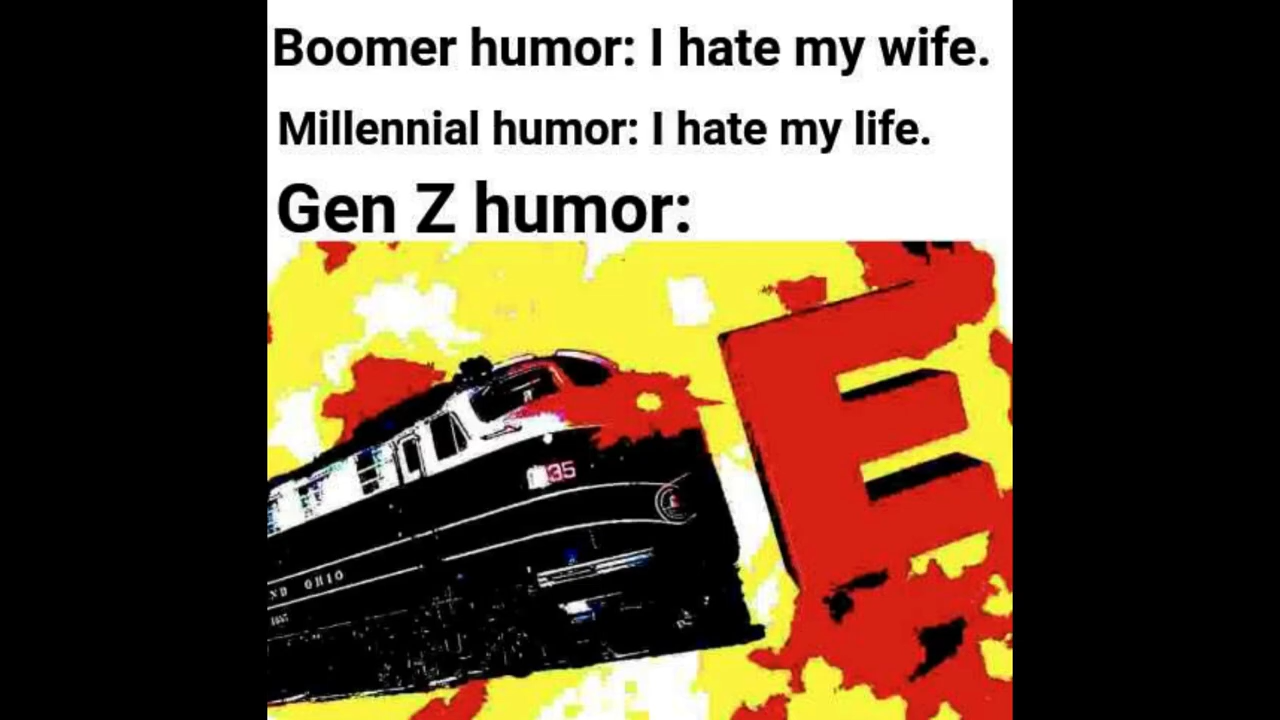 Boomer humor: I hate my wife.
Millennial humor: I hate my life.
Gen Z humor:
E
35
ND OHIO